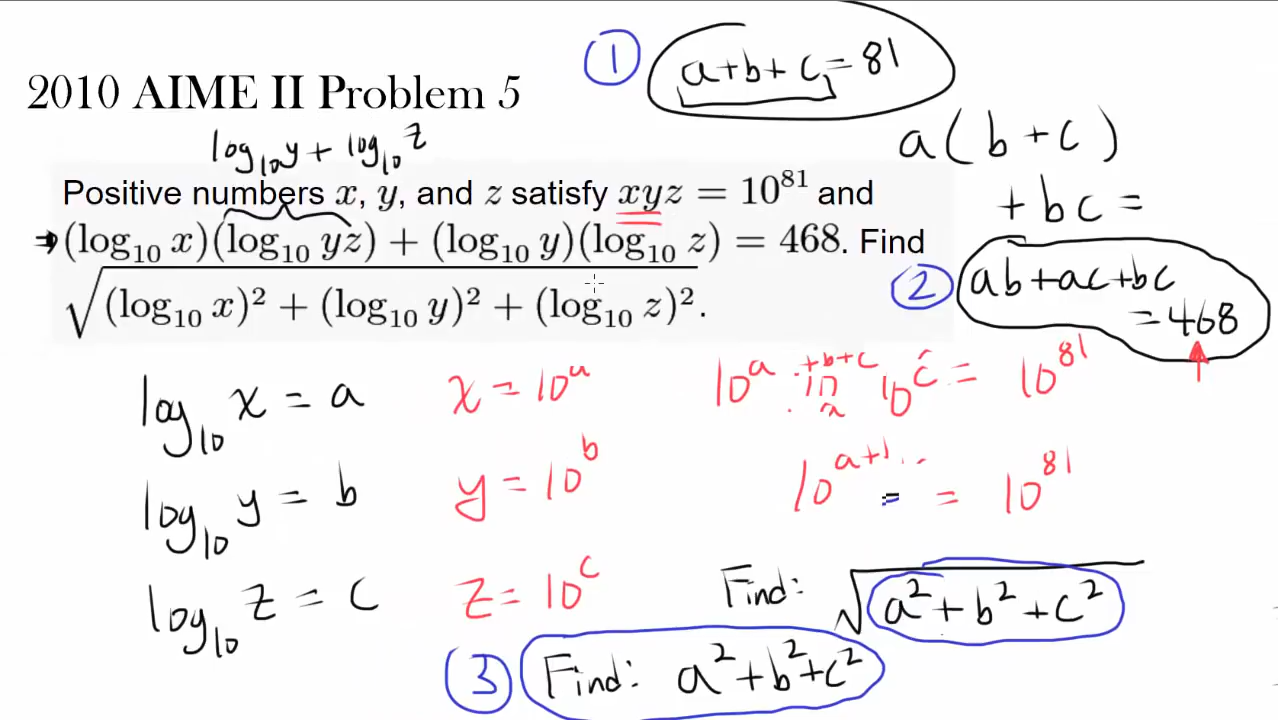 ① a+b+c=81
2010 AIME II Problem 5
log₁₀y + log₁₀z
a(b+c)
+bc =
Positive numbers x, y, and z satisfy xyz = 10⁸¹ and
(log₁₀ x)(log₁₀ yz) + (log₁₀ y)(log₁₀ z) = 468. Find
√((log₁₀ x)² + (log₁₀ y)² + (log₁₀ z)²).
② ab+ac+bc
=468
log₁₀ x = a
x = 10ᵃ
10ᵃ +b+c 10ᶜ = 10⁸¹
log₁₀ y = b
y = 10ᵇ
10ᵃ⁺ = = 10⁸¹
log₁₀ z = c
z = 10ᶜ
Find: √(a²+b²+c²)
③ Find: a²+b²+c²